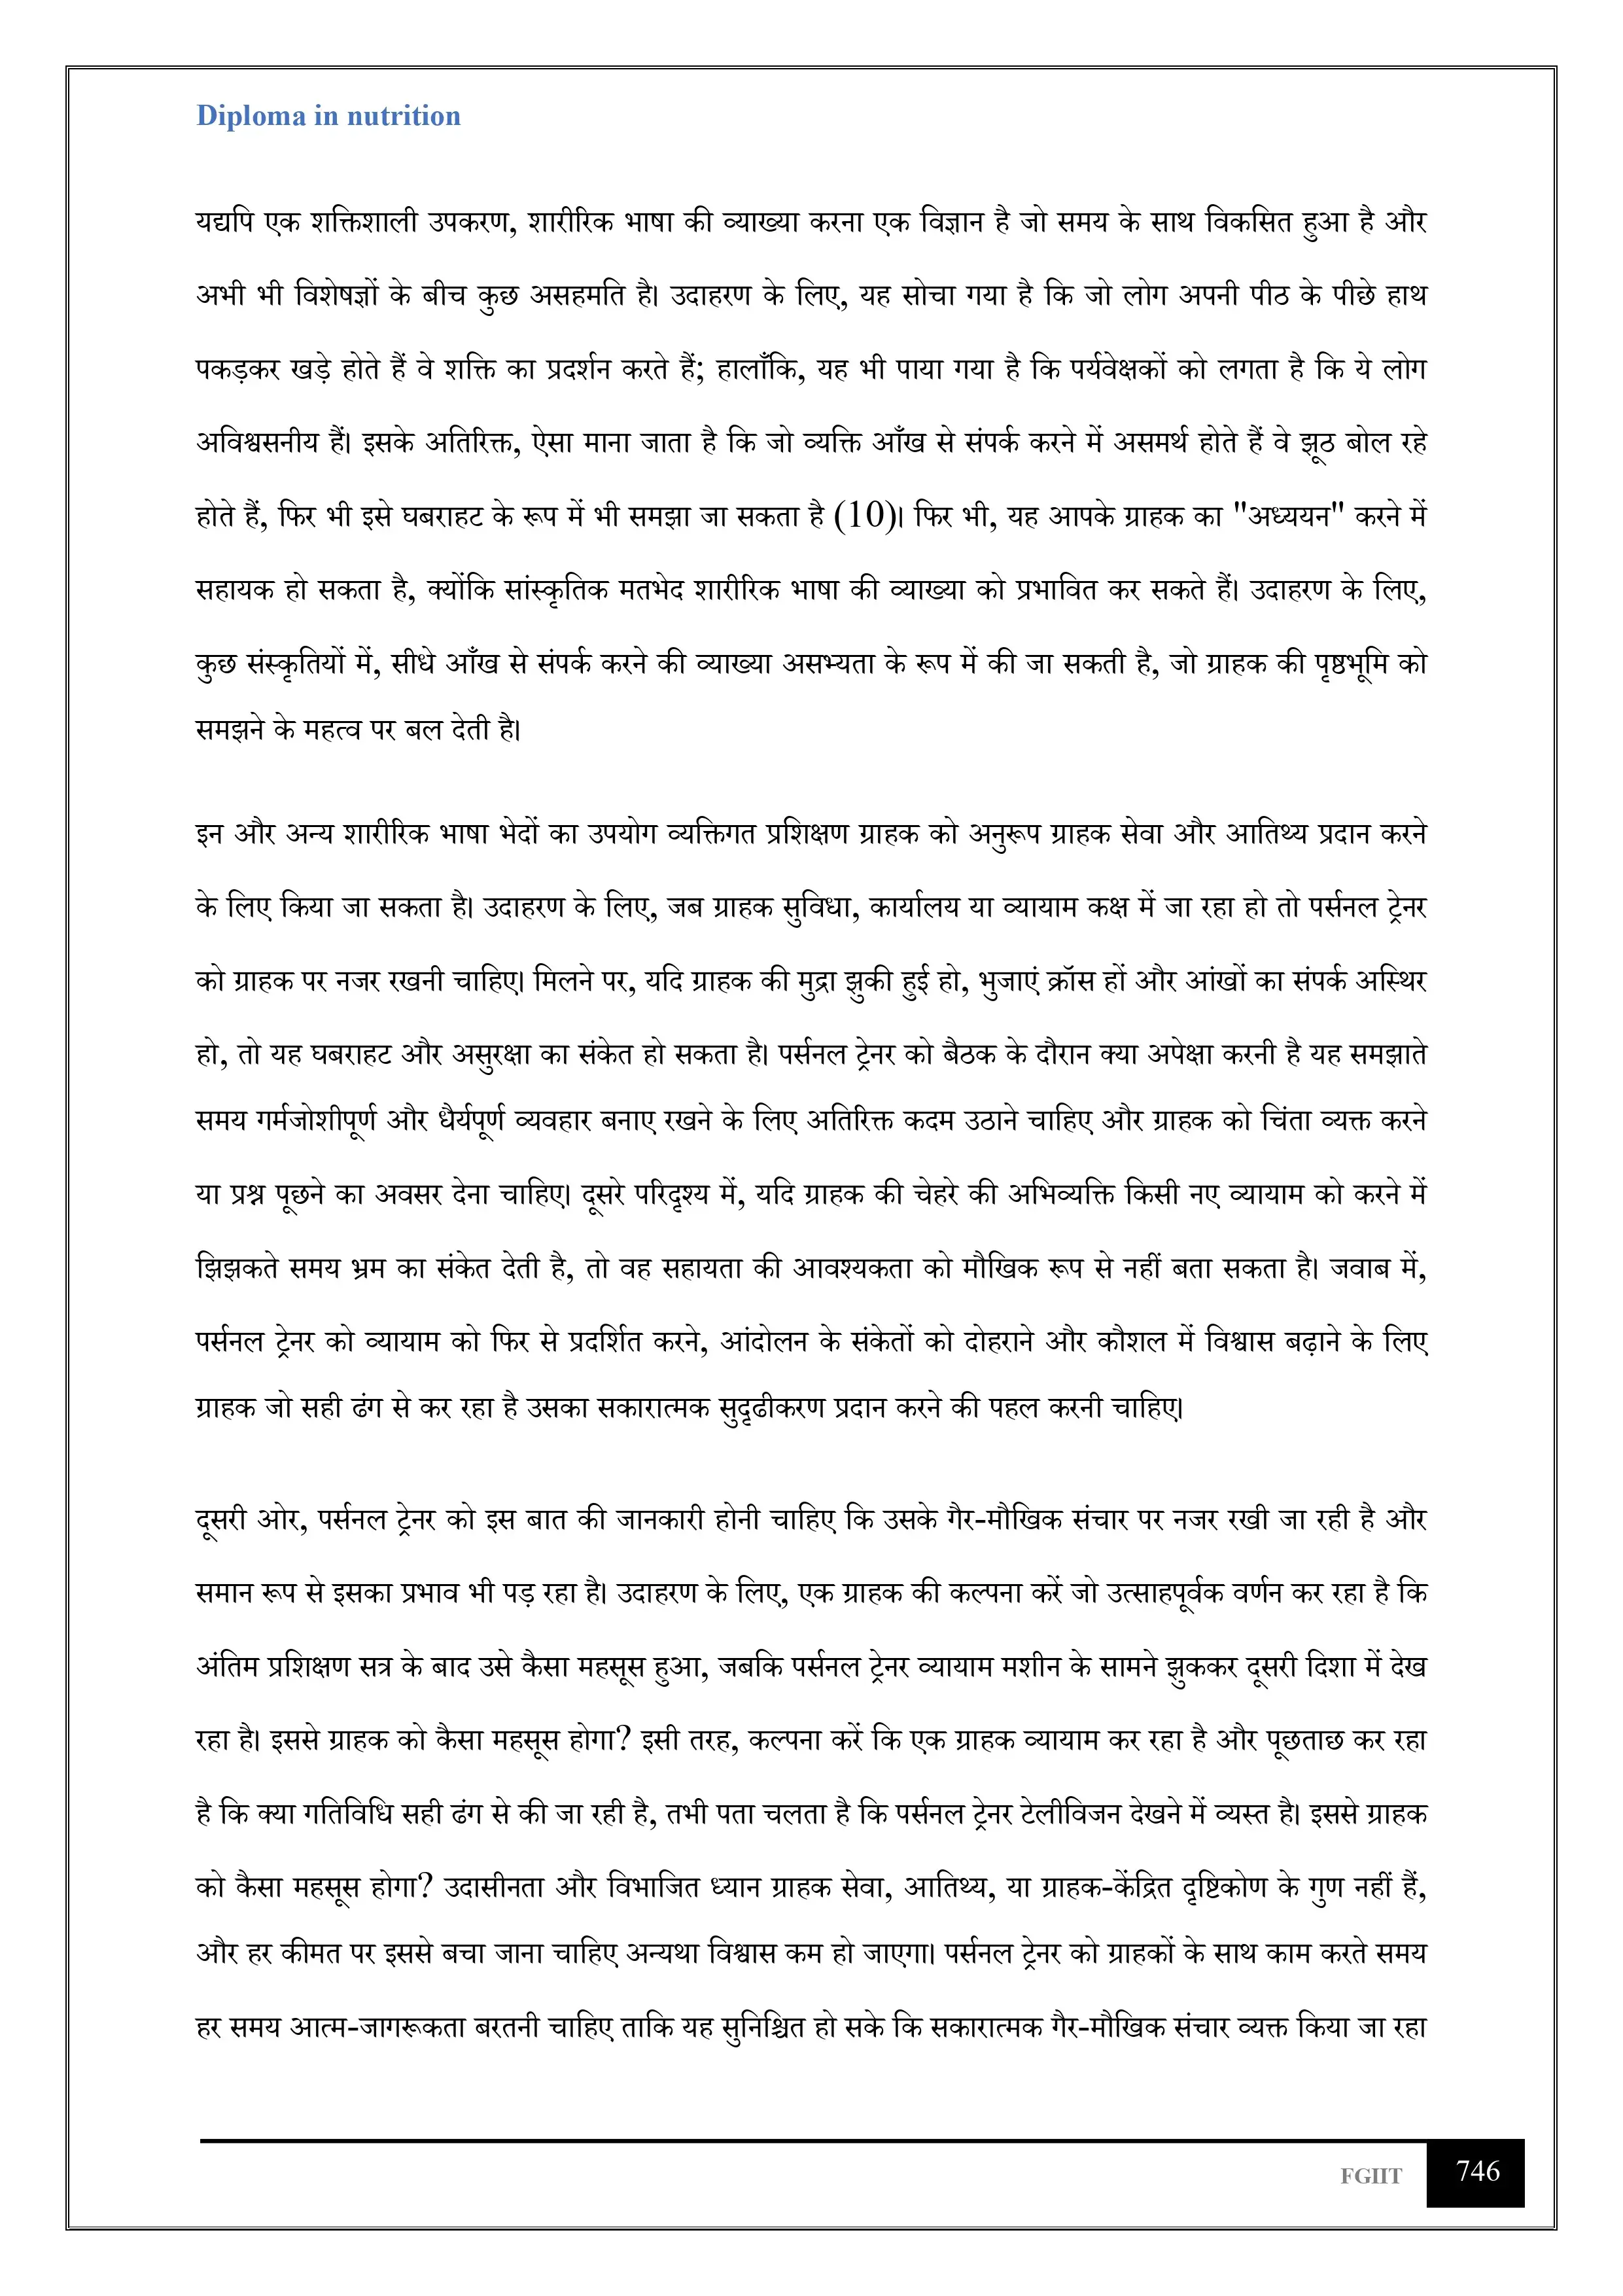 Diploma in nutrition
यद्यपि एक शक्तिशाली उपकरण, शारीरिक भाषा की व्याख्या करना एक विज्ञान है जो समय के साथ विकसित हुआ है और
अभी भी विशेषज्ञों के बीच कुछ असहमति है। उदाहरण के लिए, यह सोचा गया है कि जो लोग अपनी पीठ के पीछे हाथ
पकड़कर खड़े होते हैं वे शक्ति का प्रदर्शन करते हैं; हालाँकि, यह भी पाया गया है कि पर्यवेक्षकों को लगता है कि ये लोग
अविश्वसनीय हैं। इसके अतिरिक्त, ऐसा माना जाता है कि जो व्यक्ति आँख से संपर्क करने में असमर्थ होते हैं वे झूठ बोल रहे
होते हैं, फिर भी इसे घबराहट के रूप में भी समझा जा सकता है (10)। फिर भी, यह आपके ग्राहक का "अध्ययन" करने में
सहायक हो सकता है, क्योंकि सांस्कृतिक मतभेद शारीरिक भाषा की व्याख्या को प्रभावित कर सकते हैं। उदाहरण के लिए,
कुछ संस्कृतियों में, सीधे आँख से संपर्क करने की व्याख्या असभ्यता के रूप में की जा सकती है, जो ग्राहक की पृष्ठभूमि को
समझने के महत्व पर बल देती है।
इन और अन्य शारीरिक भाषा भेदों का उपयोग व्यक्तिगत प्रशिक्षण ग्राहक को अनुरूप ग्राहक सेवा और आतिथ्य प्रदान करने
के लिए किया जा सकता है। उदाहरण के लिए, जब ग्राहक सुविधा, कार्यालय या व्यायाम कक्ष में जा रहा हो तो पर्सनल ट्रेनर
को ग्राहक पर नजर रखनी चाहिए। मिलने पर, यदि ग्राहक की मुद्रा झुकी हुई हो, भुजाएं क्रॉस हों और आंखों का संपर्क अस्थिर
हो, तो यह घबराहट और असुरक्षा का संकेत हो सकता है। पर्सनल ट्रेनर को बैठक के दौरान क्या अपेक्षा करनी है यह समझाते
समय गर्मजोशीपूर्ण और धैर्यपूर्ण व्यवहार बनाए रखने के लिए अतिरिक्त कदम उठाने चाहिए और ग्राहक को चिंता व्यक्त करने
या प्रश्न पूछने का अवसर देना चाहिए। दूसरे परिदृश्य में, यदि ग्राहक की चेहरे की अभिव्यक्ति किसी नए व्यायाम को करने में
झिझकते समय भ्रम का संकेत देती है, तो वह सहायता की आवश्यकता को मौखिक रूप से नहीं बता सकता है। जवाब में,
पर्सनल ट्रेनर को व्यायाम को फिर से प्रदर्शित करने, आंदोलन के संकेतों को दोहराने और कौशल में विश्वास बढ़ाने के लिए
ग्राहक जो सही ढंग से कर रहा है उसका सकारात्मक सुदृढीकरण प्रदान करने की पहल करनी चाहिए।
दूसरी ओर, पर्सनल ट्रेनर को इस बात की जानकारी होनी चाहिए कि उसके गैर-मौखिक संचार पर नजर रखी जा रही है और
समान रूप से इसका प्रभाव भी पड़ रहा है। उदाहरण के लिए, एक ग्राहक की कल्पना करें जो उत्साहपूर्वक वर्णन कर रहा है कि
अंतिम प्रशिक्षण सत्र के बाद उसे कैसा महसूस हुआ, जबकि पर्सनल ट्रेनर व्यायाम मशीन के सामने झुककर दूसरी दिशा में देख
रहा है। इससे ग्राहक को कैसा महसूस होगा? इसी तरह, कल्पना करें कि एक ग्राहक व्यायाम कर रहा है और पूछताछ कर रहा
है कि क्या गतिविधि सही ढंग से की जा रही है, तभी पता चलता है कि पर्सनल ट्रेनर टेलीविजन देखने में व्यस्त है। इससे ग्राहक
को कैसा महसूस होगा? उदासीनता और विभाजित ध्यान ग्राहक सेवा, आतिथ्य, या ग्राहक-केंद्रित दृष्टिकोण के गुण नहीं हैं,
और हर कीमत पर इससे बचा जाना चाहिए अन्यथा विश्वास कम हो जाएगा। पर्सनल ट्रेनर को ग्राहकों के साथ काम करते समय
हर समय आत्म-जागरूकता बरतनी चाहिए ताकि यह सुनिश्चित हो सके कि सकारात्मक गैर-मौखिक संचार व्यक्त किया जा रहा
FGIIT 746